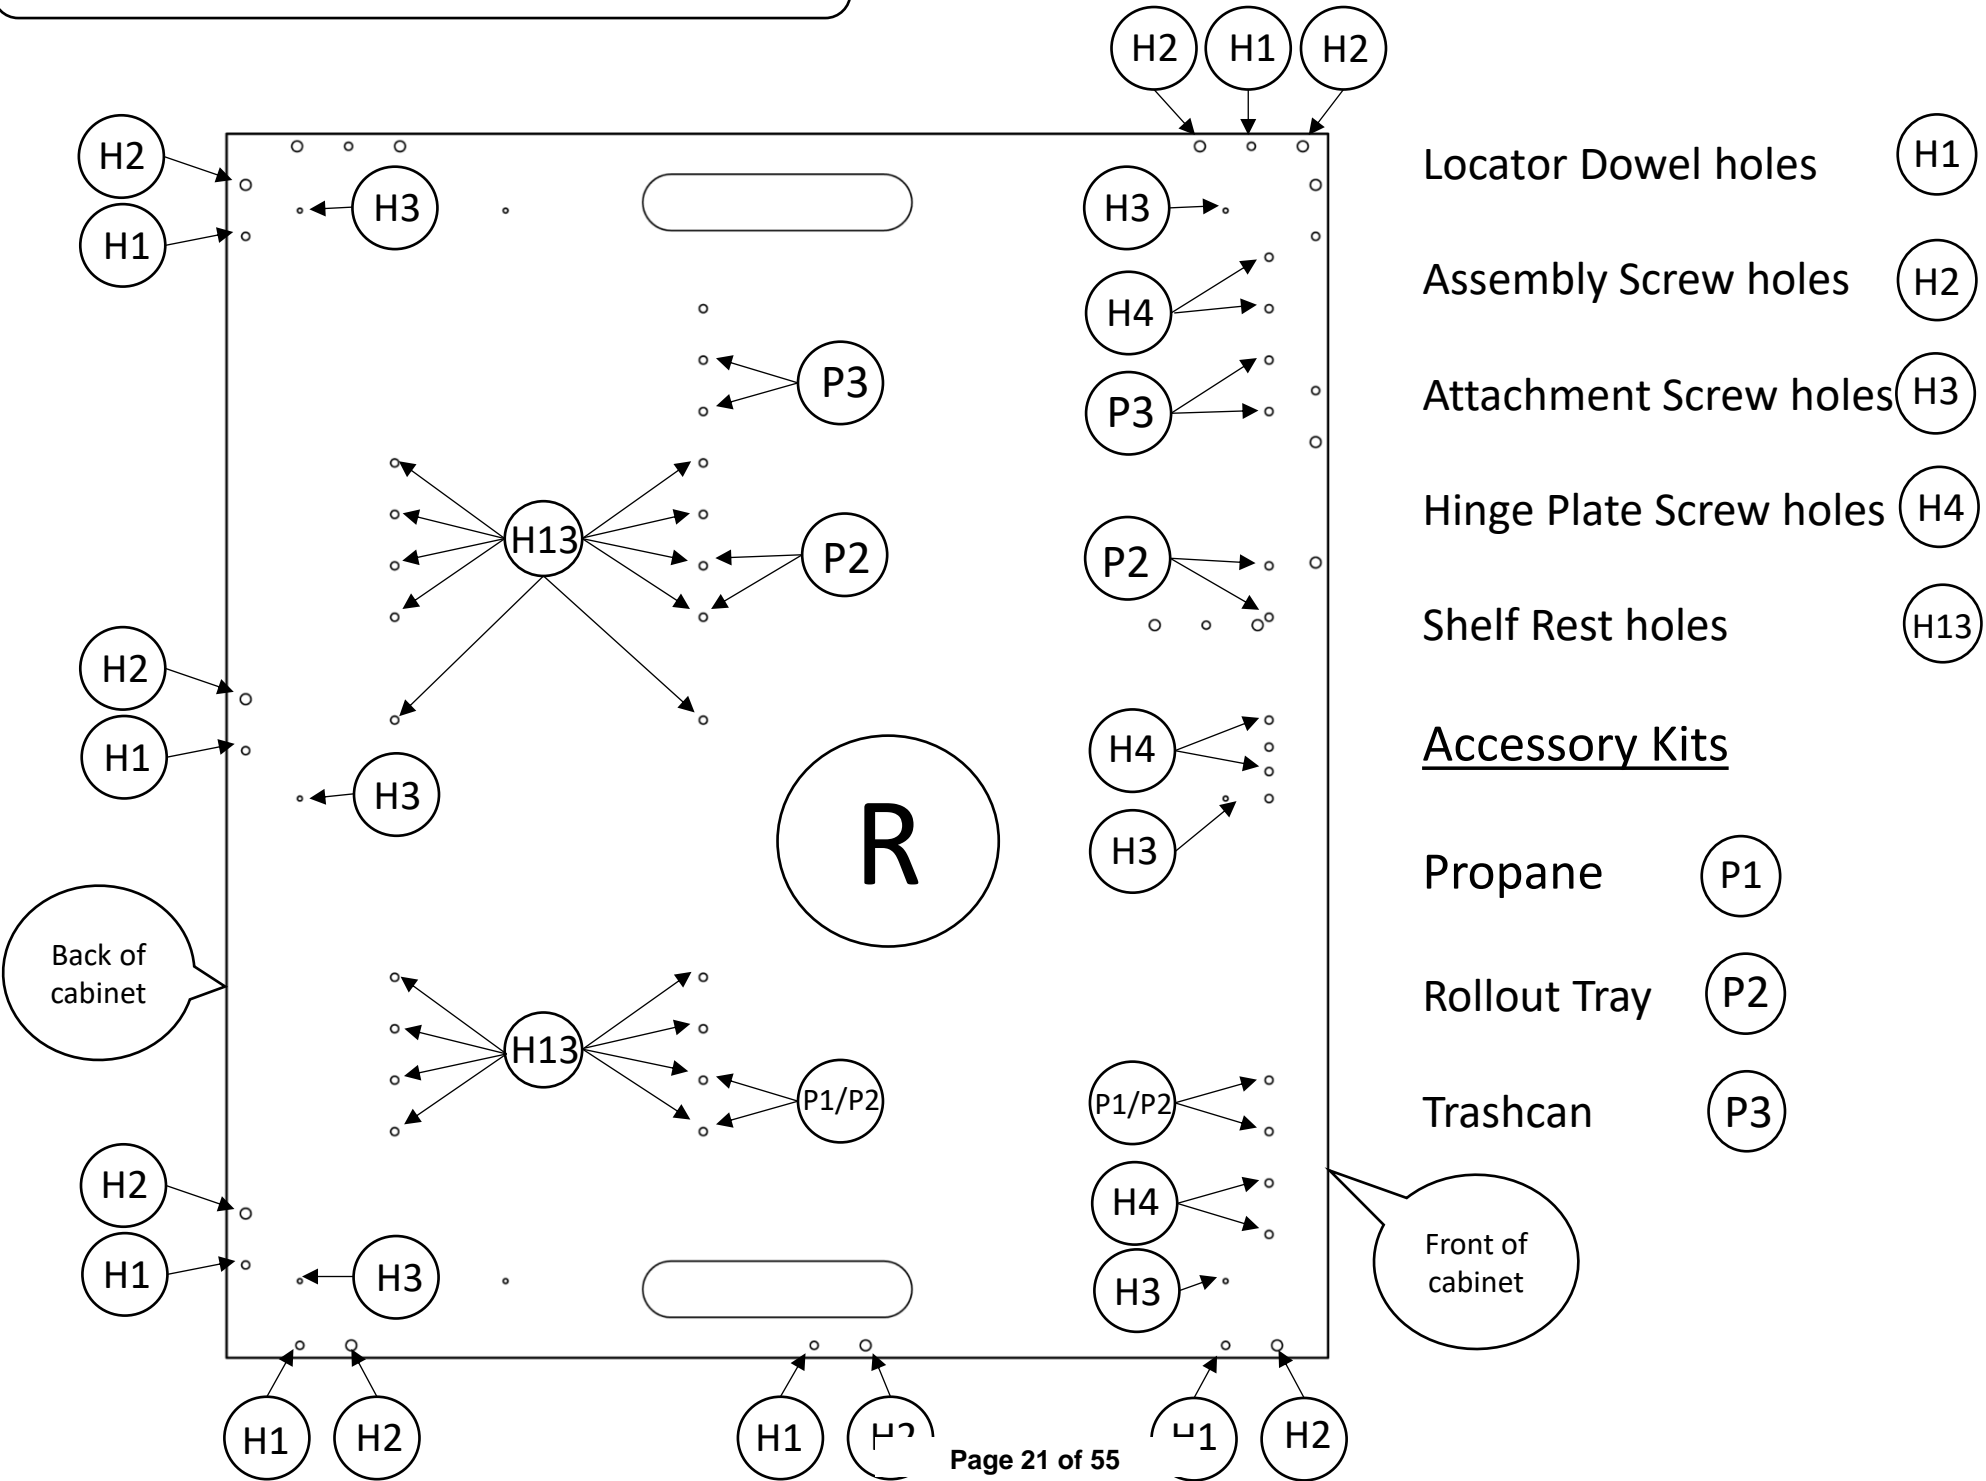 H2 H1 H2
H2
H1
H3
H3
H4
P3
P3
H13
P2
P2
H2
H1
H3
H4
H3
R
Back of
cabinet
H13
P1/P2
P1/P2
H2
H1
H3
H4
H3
Front of
cabinet
H1 H2 H1 H2 H1 H2
Locator Dowel holes H1
Assembly Screw holes H2
Attachment Screw holes H3
Hinge Plate Screw holes H4
Shelf Rest holes H13
Accessory Kits
Propane P1
Rollout Tray P2
Trashcan P3
Page 21 of 55